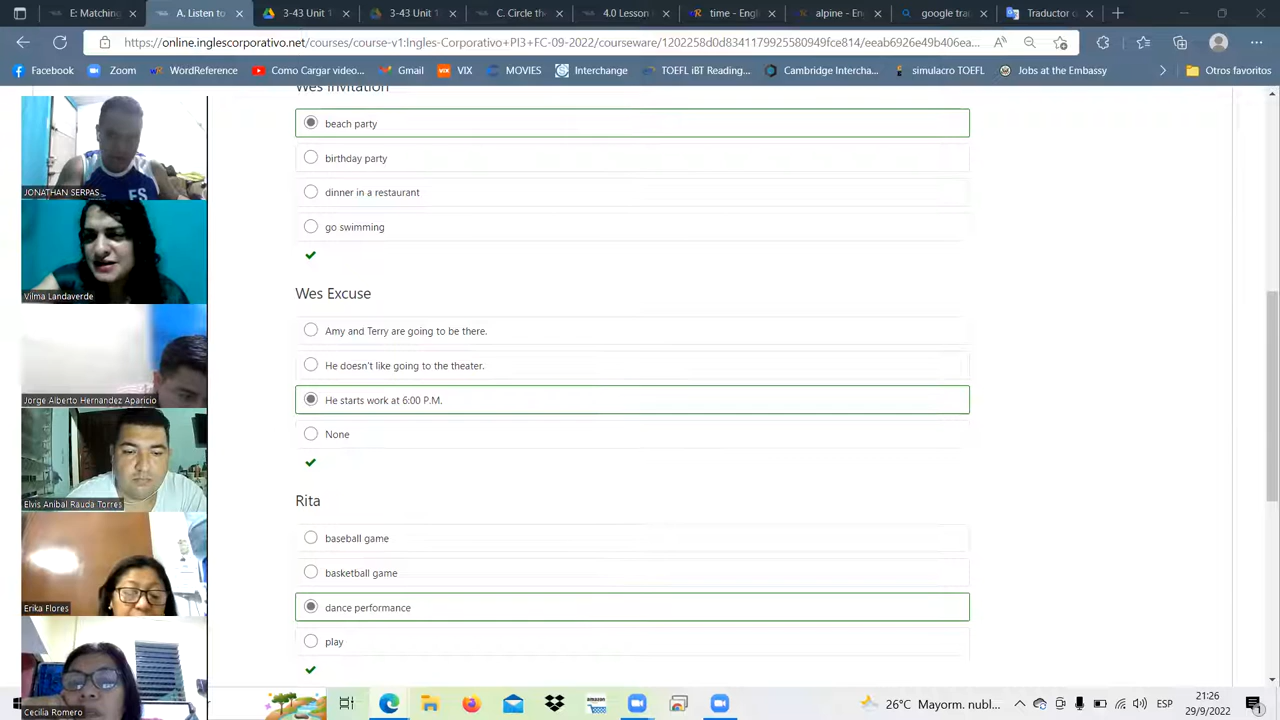 E: Matching
A. Listen to
3-43 Unit 1
3-43 Unit 1
C. Circle the
4.0 Lesson
time - Engl
alpine - Eng
google trad
Traductor
https://online.inglescorporativo.net/courses/course-v1:Ingles-Corporativo+PI3+FC-09-2022/courseware/1202258d0d8341179925580949fce814/eeab6926e49b406ea...
Facebook Zoom WordReference Como Cargar video... Gmail VIX MOVIES Interchange TOEFL iBT Reading... Cambridge Intercha... simulacro TOEFL Jobs at the Embassy Otros favoritos
Wes Invitation
beach party
birthday party
dinner in a restaurant
go swimming
Wes Excuse
Amy and Terry are going to be there.
He doesn't like going to the theater.
He starts work at 6:00 P.M.
None
Rita
baseball game
basketball game
dance performance
play
JONATHAN SERPAS
ES
Vilma Landaverde
Jorge Alberto Hernandez Aparicio
Elvis Anibal Rauda Torres
Erika Flores
Cecilia Romero
26°C Mayorm. nubl...
ESP
21:26
29/9/2022